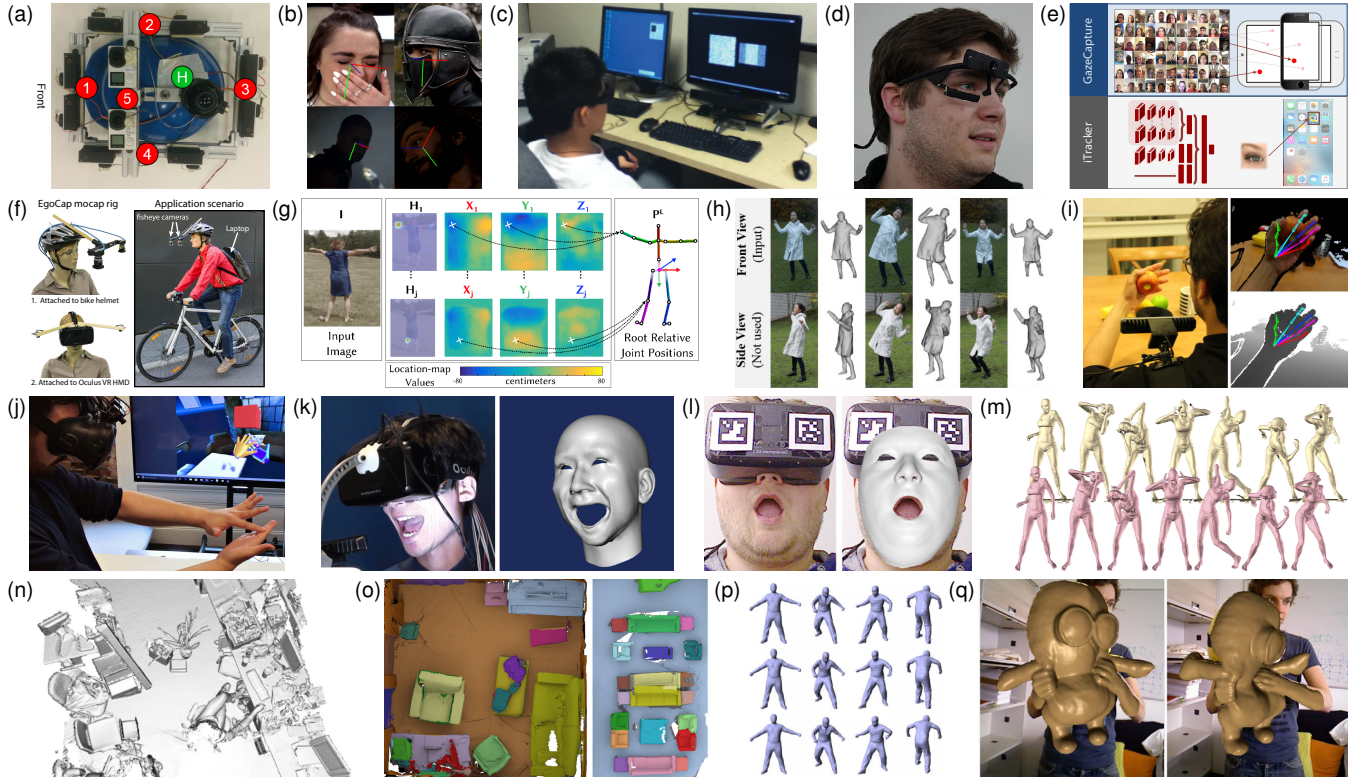 (a)
Front
1
2
3
4
5
H
(b)
(c)
(d)
(e)
GazeCapture
iTracker
(f)
EgoCap mocap rig
Application scenario
fisheye cameras
Laptop
1. Attached to bike helmet
2. Attached to Oculus VR HMD
(g)
I
H1
X1
Y1
Z1
Pᴸ
Hj
Xj
Yj
Zj
Input
Image
Root Relative
Joint Positions
Location-map
Values
-80
centimeters
80
(h)
Front View
(Input)
Side View
(Not used)
(i)
(j)
(k)
Oculus
(l)
(m)
(n)
(o)
(p)
(q)